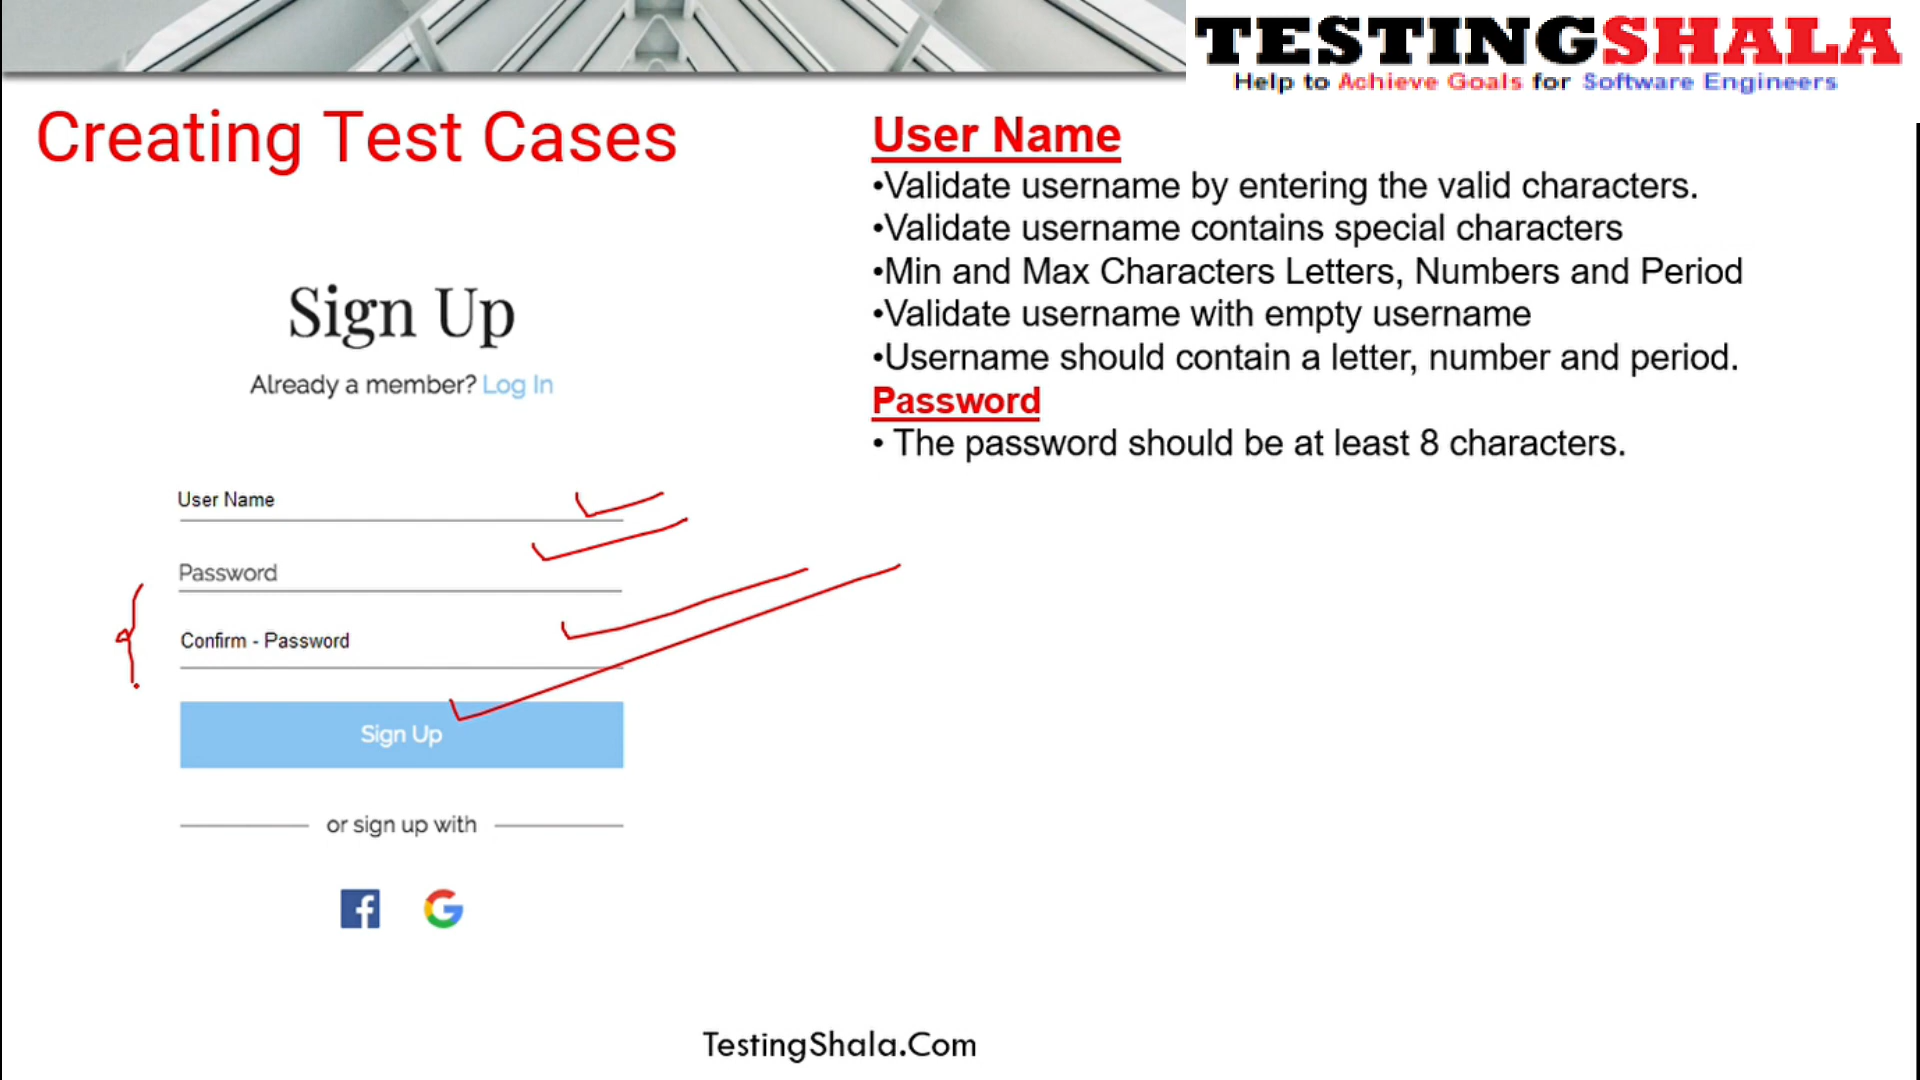 TESTINGSHALA
Help to Achieve Goals for Software Engineers
Creating Test Cases
Sign Up
Already a member? Log In
User Name
Password
Confirm - Password
Sign Up
or sign up with
User Name
•Validate username by entering the valid characters.
•Validate username contains special characters
•Min and Max Characters Letters, Numbers and Period
•Validate username with empty username
•Username should contain a letter, number and period.
Password
• The password should be at least 8 characters.
TestingShala.Com